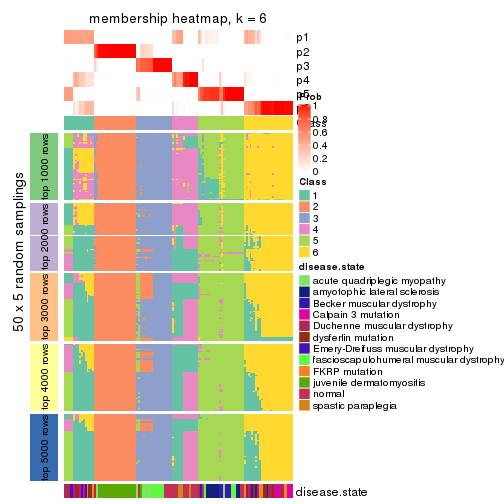 membership heatmap, k = 6
p1
p2
p3
p4
p5
Prob
1
0.8
0.6
0.4
0.2
0
Class
1
2
3
4
5
6
disease.state
acute quadriplegic myopathy
amyotophic lateral sclerosis
Becker muscular dystrophy
Calpain 3 mutation
Duchenne muscular dystrophy
dysferlin mutation
Emery-Dreifuss muscular dystrophy
fascioscapulohumeral muscular dystrophy
FKRP mutation
juvenile dermatomyositis
normal
spastic paraplegia
50 x 5 random samplings
top 1000 rows
top 2000 rows
top 3000 rows
top 4000 rows
top 5000 rows
disease.state